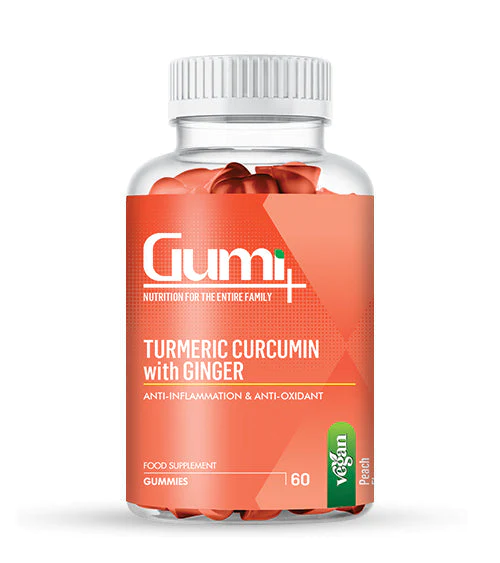 Gumi+
NUTRITION FOR THE ENTIRE FAMILY
TURMERIC CURCUMIN
with GINGER
ANTI-INFLAMMATION & ANTI-OXIDANT
FOOD SUPPLEMENT
GUMMIES 60
vegan
Peach